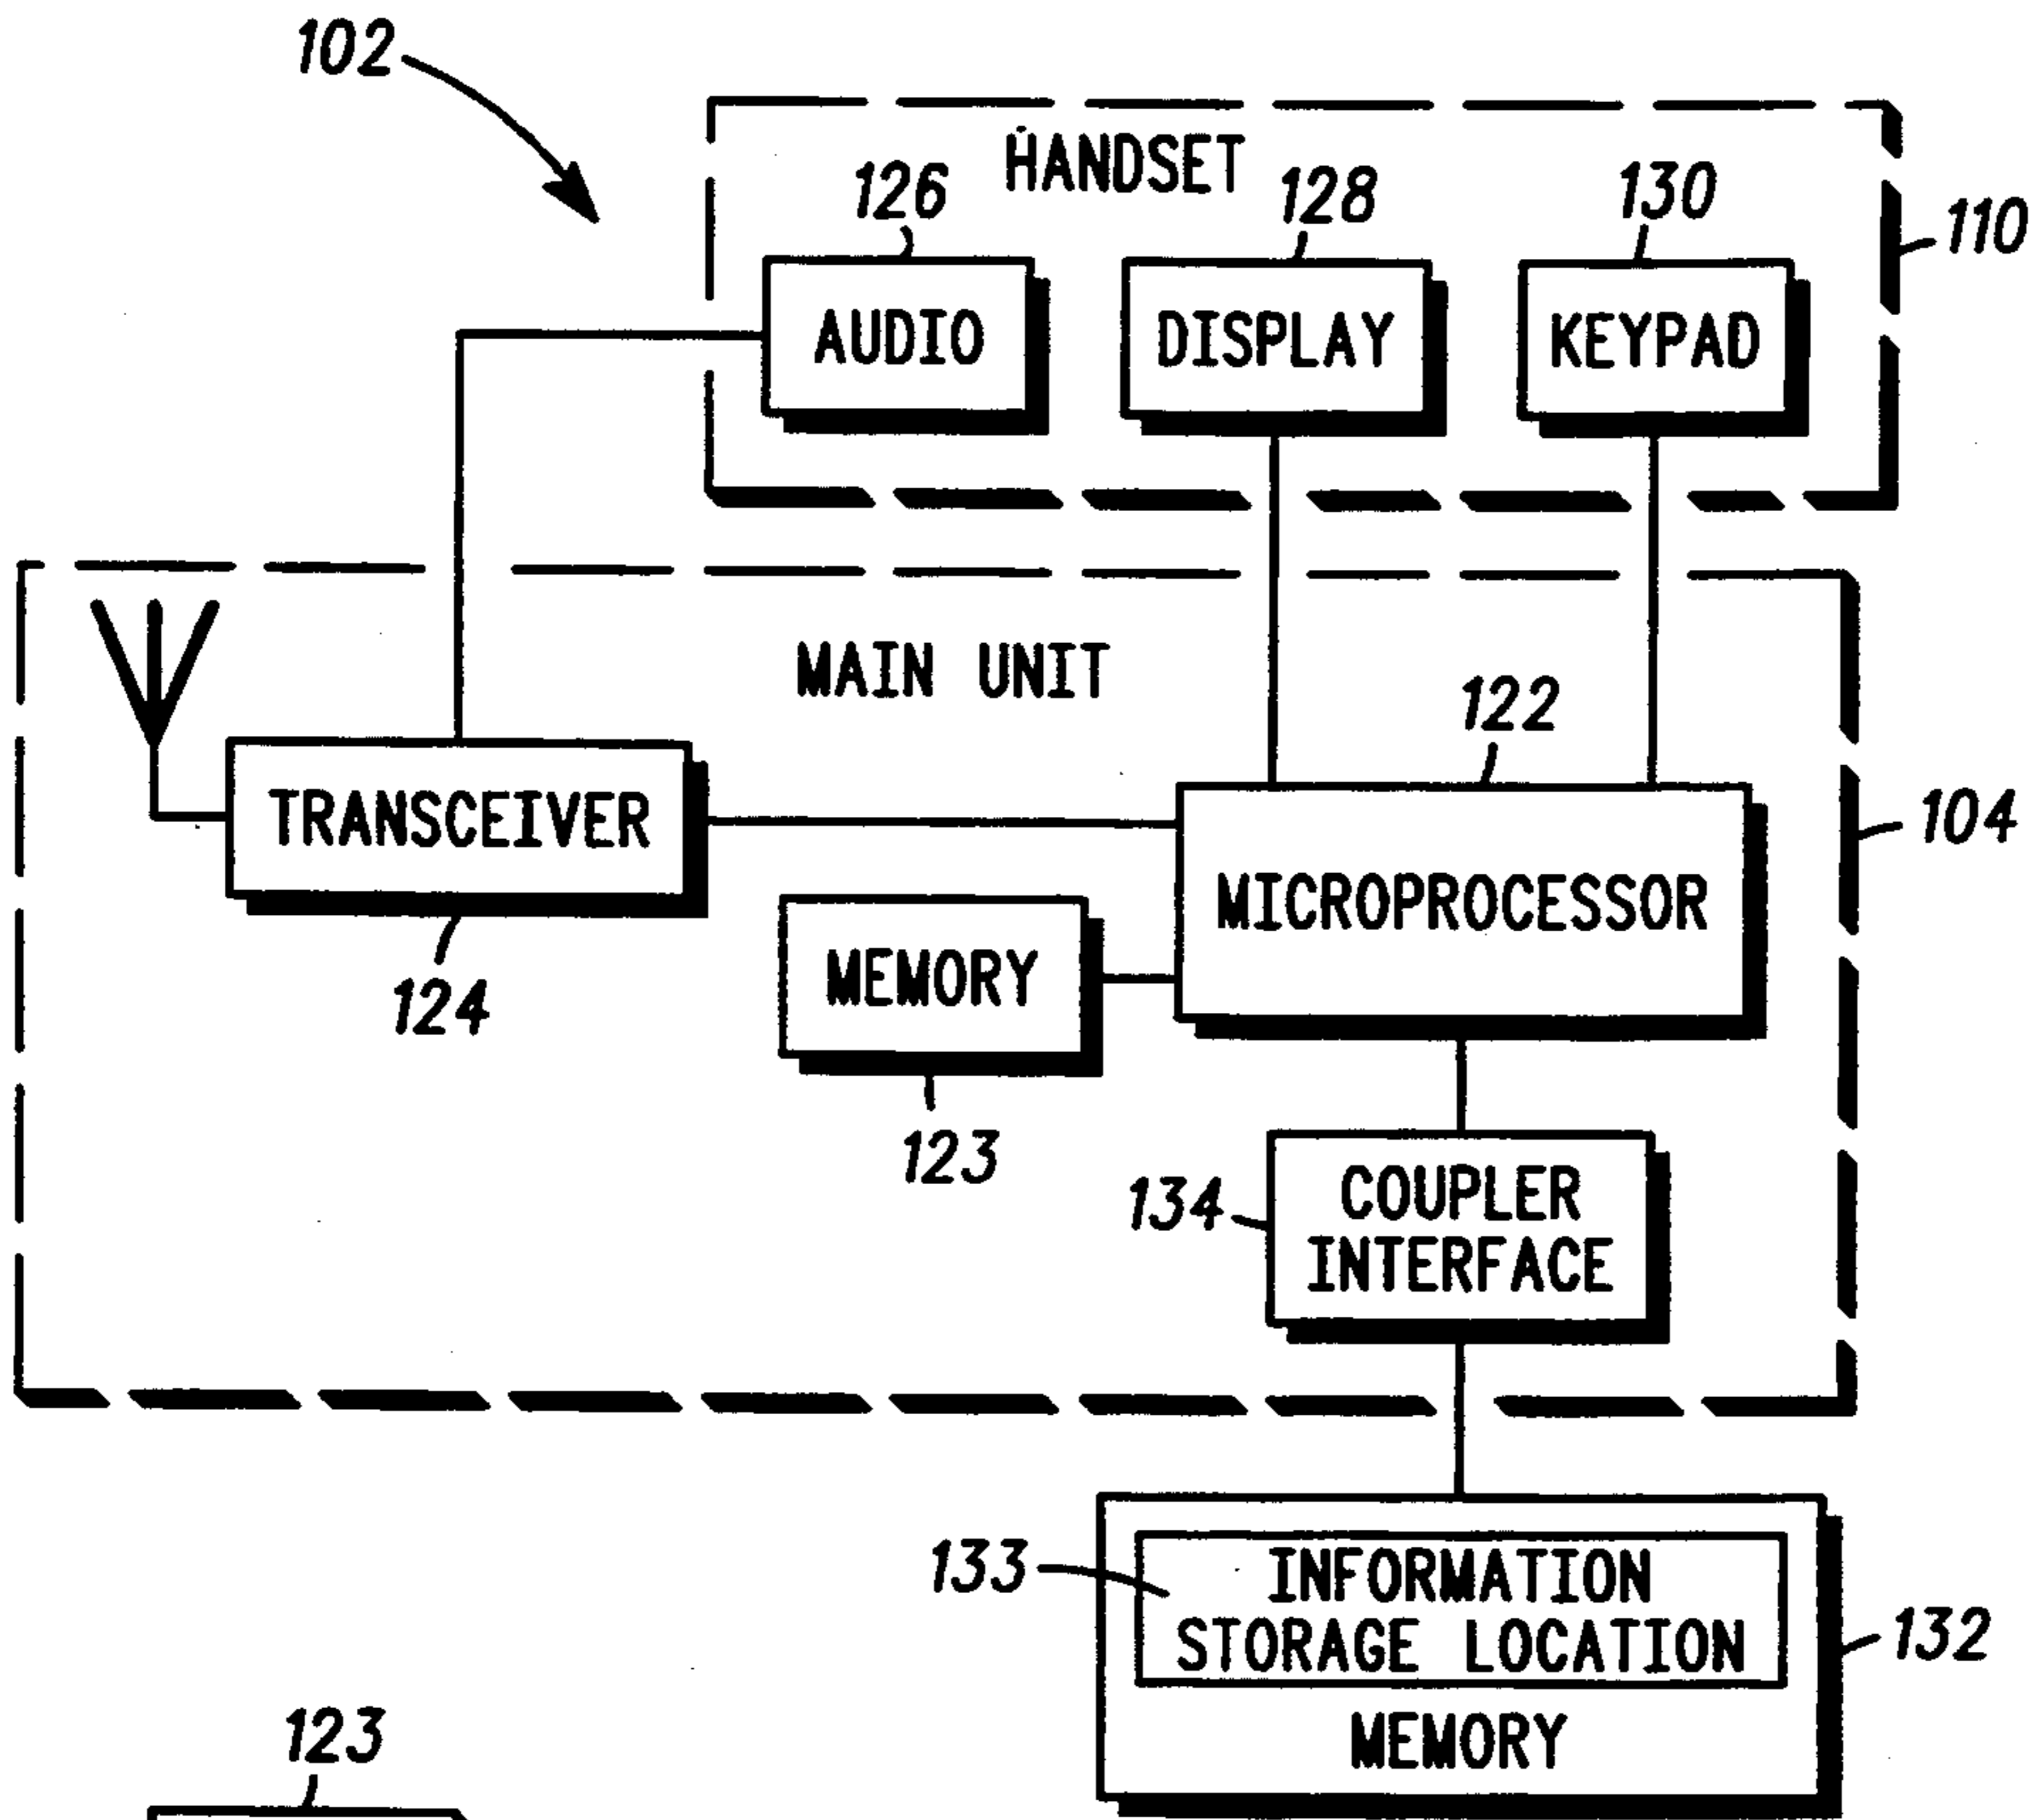 102
HANDSET
126
128
130
110
AUDIO
DISPLAY
KEYPAD
MAIN UNIT
122
TRANSCEIVER
104
MICROPROCESSOR
MEMORY
124
123
134
COUPLER
INTERFACE
133
INFORMATION
STORAGE LOCATION
132
MEMORY
123